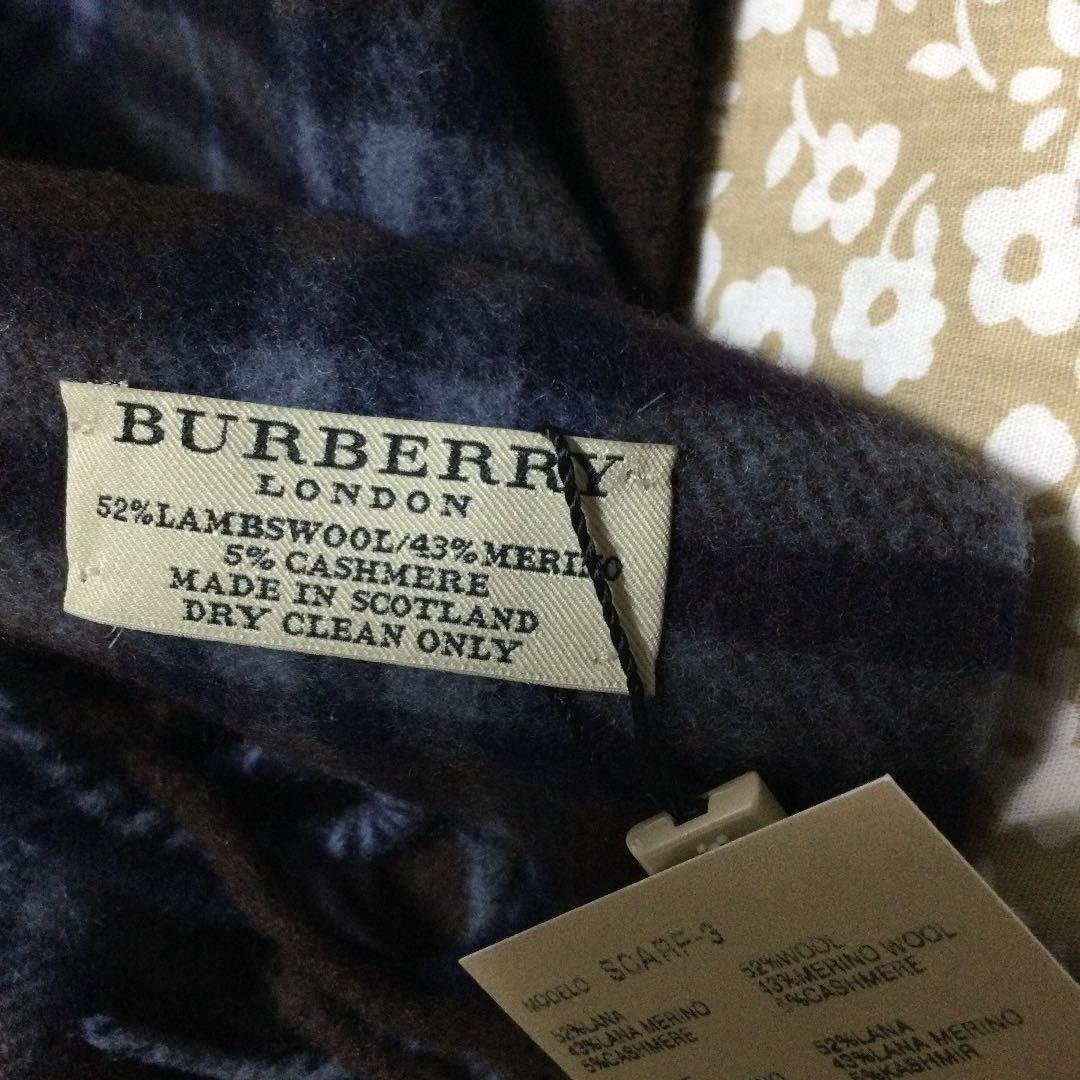 BURBERRY
LONDON
52%LAMBSWOOL/43%MERINO
5% CASHMERE
MADE IN SCOTLAND
DRY CLEAN ONLY
MODELO SCARF-3
52%WOOL
43%MERINO WOOL
5%CASHMERE
52%LANA
43%LANA MERINO
5%CASHMERE
52%LANA
43%LANA MERINO
5%KASHMIR